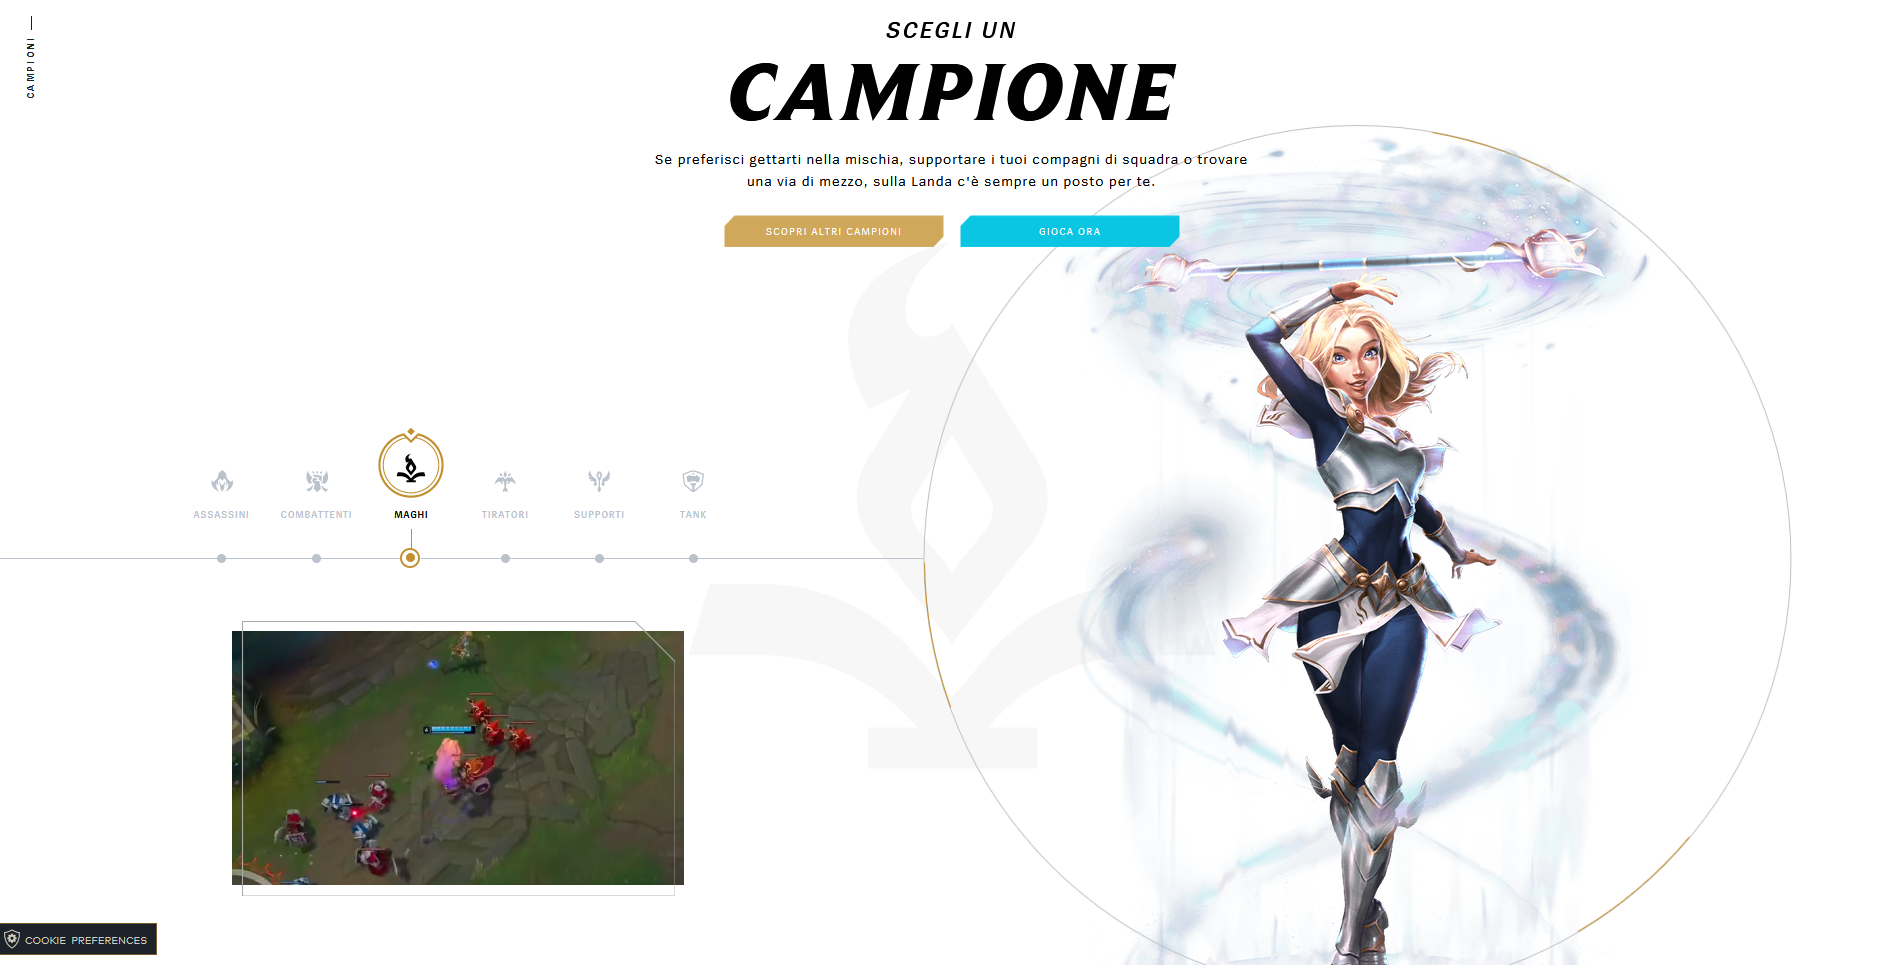 CAMPIONI
SCEGLI UN
CAMPIONE
Se preferisci gettarti nella mischia, supportare i tuoi compagni di squadra o trovare
una via di mezzo, sulla Landa c'è sempre un posto per te.
SCOPRI ALTRI CAMPIONI
GIOCA ORA
ASSASSINI
COMBATTENTI
MAGHI
TIRATORI
SUPPORTI
TANK
COOKIE PREFERENCES